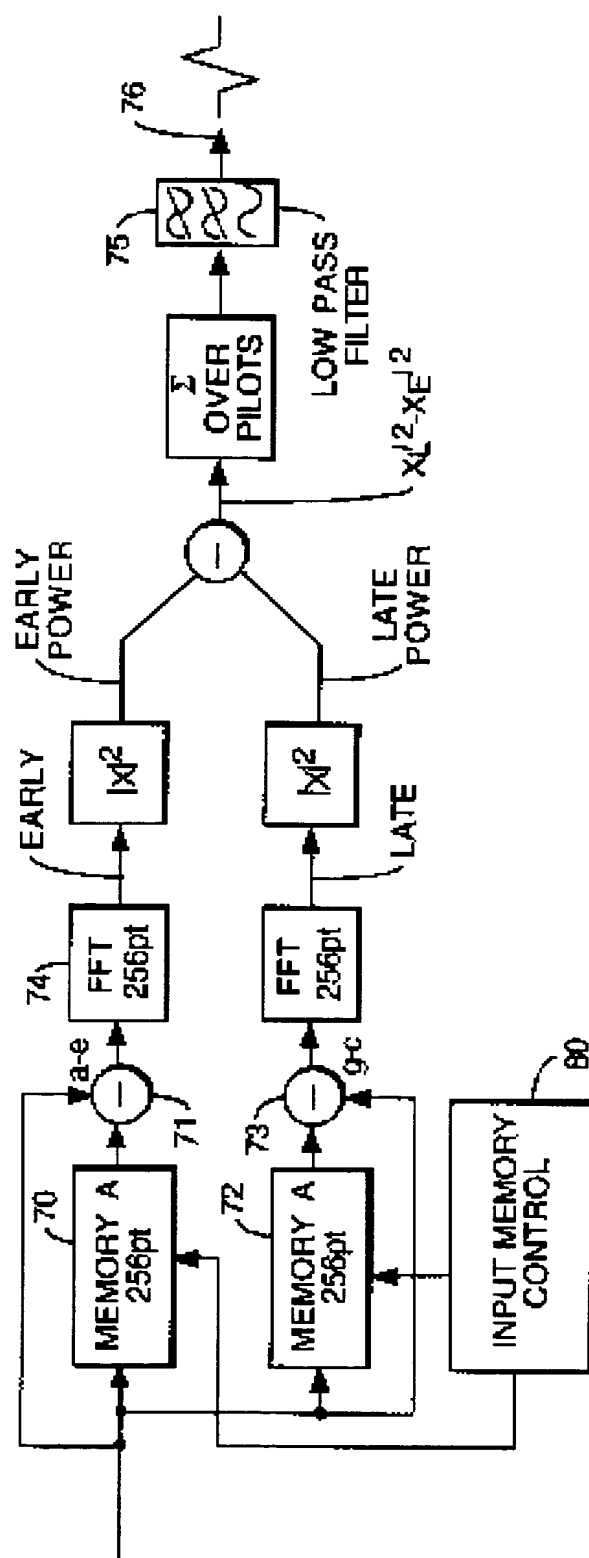 70
MEMORY A
256pt
a-e
71
74
FFT
256pt
EARLY
|x|²
EARLY
POWER
72
MEMORY A
256pt
73
g-c
FFT
256pt
LATE
|x|²
LATE
POWER
XL|²-XE|²
Σ
OVER
PILOTS
75
LOW PASS
FILTER
76
INPUT MEMORY
CONTROL
80